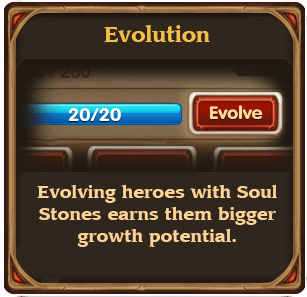 Evolution
20/20
Evolve
Evolving heroes with Soul
Stones earns them bigger
growth potential.